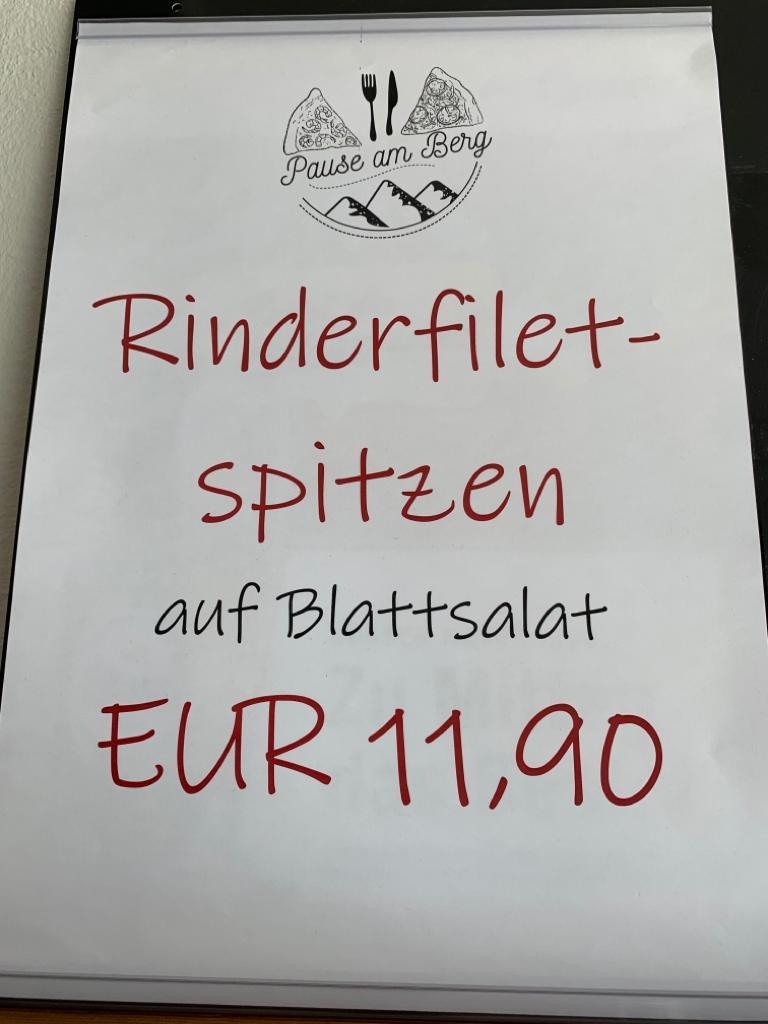 Pause am Berg
Rinderfilet-
spitzen
auf Blattsalat
EUR 11,90